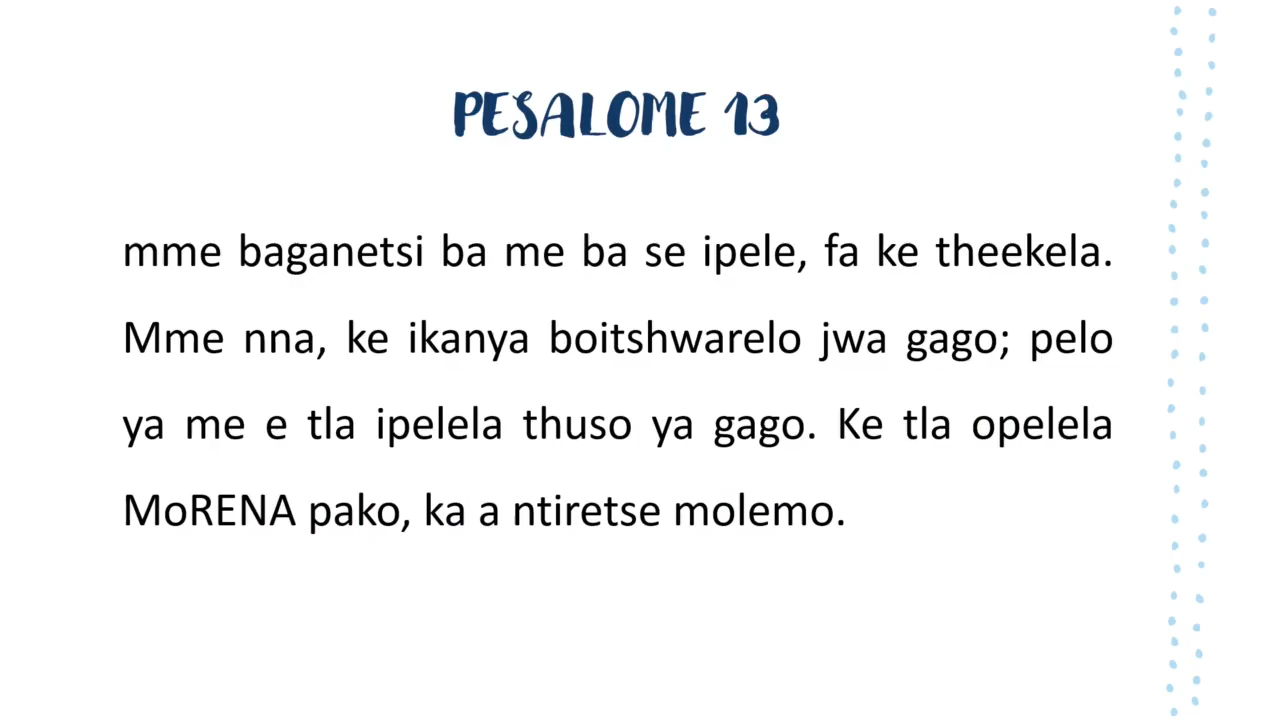 PESALOME 13
mme baganetsi ba me ba se ipele, fa ke theekela.
Mme nna, ke ikanya boitshwarelo jwa gago; pelo
ya me e tla ipelela thuso ya gago. Ke tla opelela
MoRENA pako, ka a ntiretse molemo.